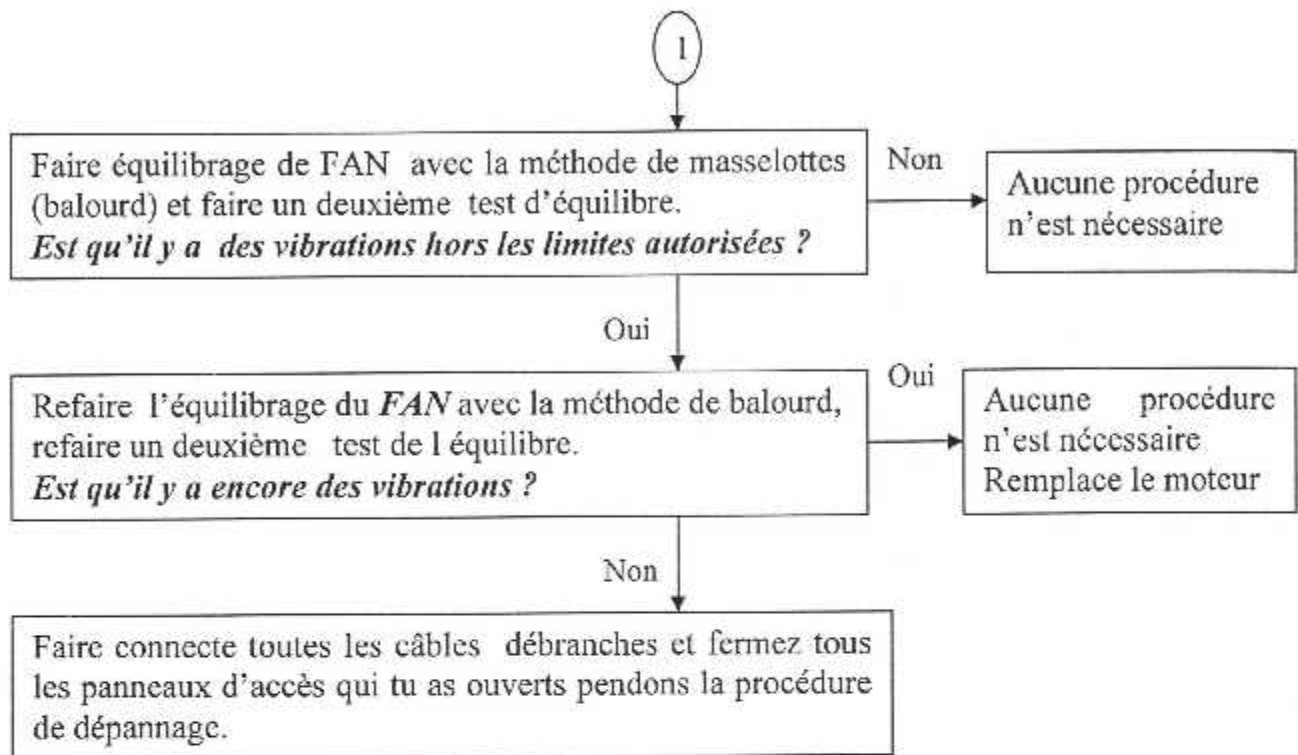 1
Faire équilibrage de FAN avec la méthode de masselottes
(balourd) et faire un deuxième test d'équilibre.
Est qu'il y a des vibrations hors les limites autorisées ?
Non
Aucune procédure
n'est nécessaire
Oui
Refaire l'équilibrage du FAN avec la méthode de balourd,
refaire un deuxième test de l équilibre.
Est qu'il y a encore des vibrations ?
Oui
Aucune procédure
n'est nécessaire
Remplace le moteur
Non
Faire connecte toutes les câbles débranches et fermez tous
les panneaux d'accès qui tu as ouverts pendons la procédure
de dépannage.